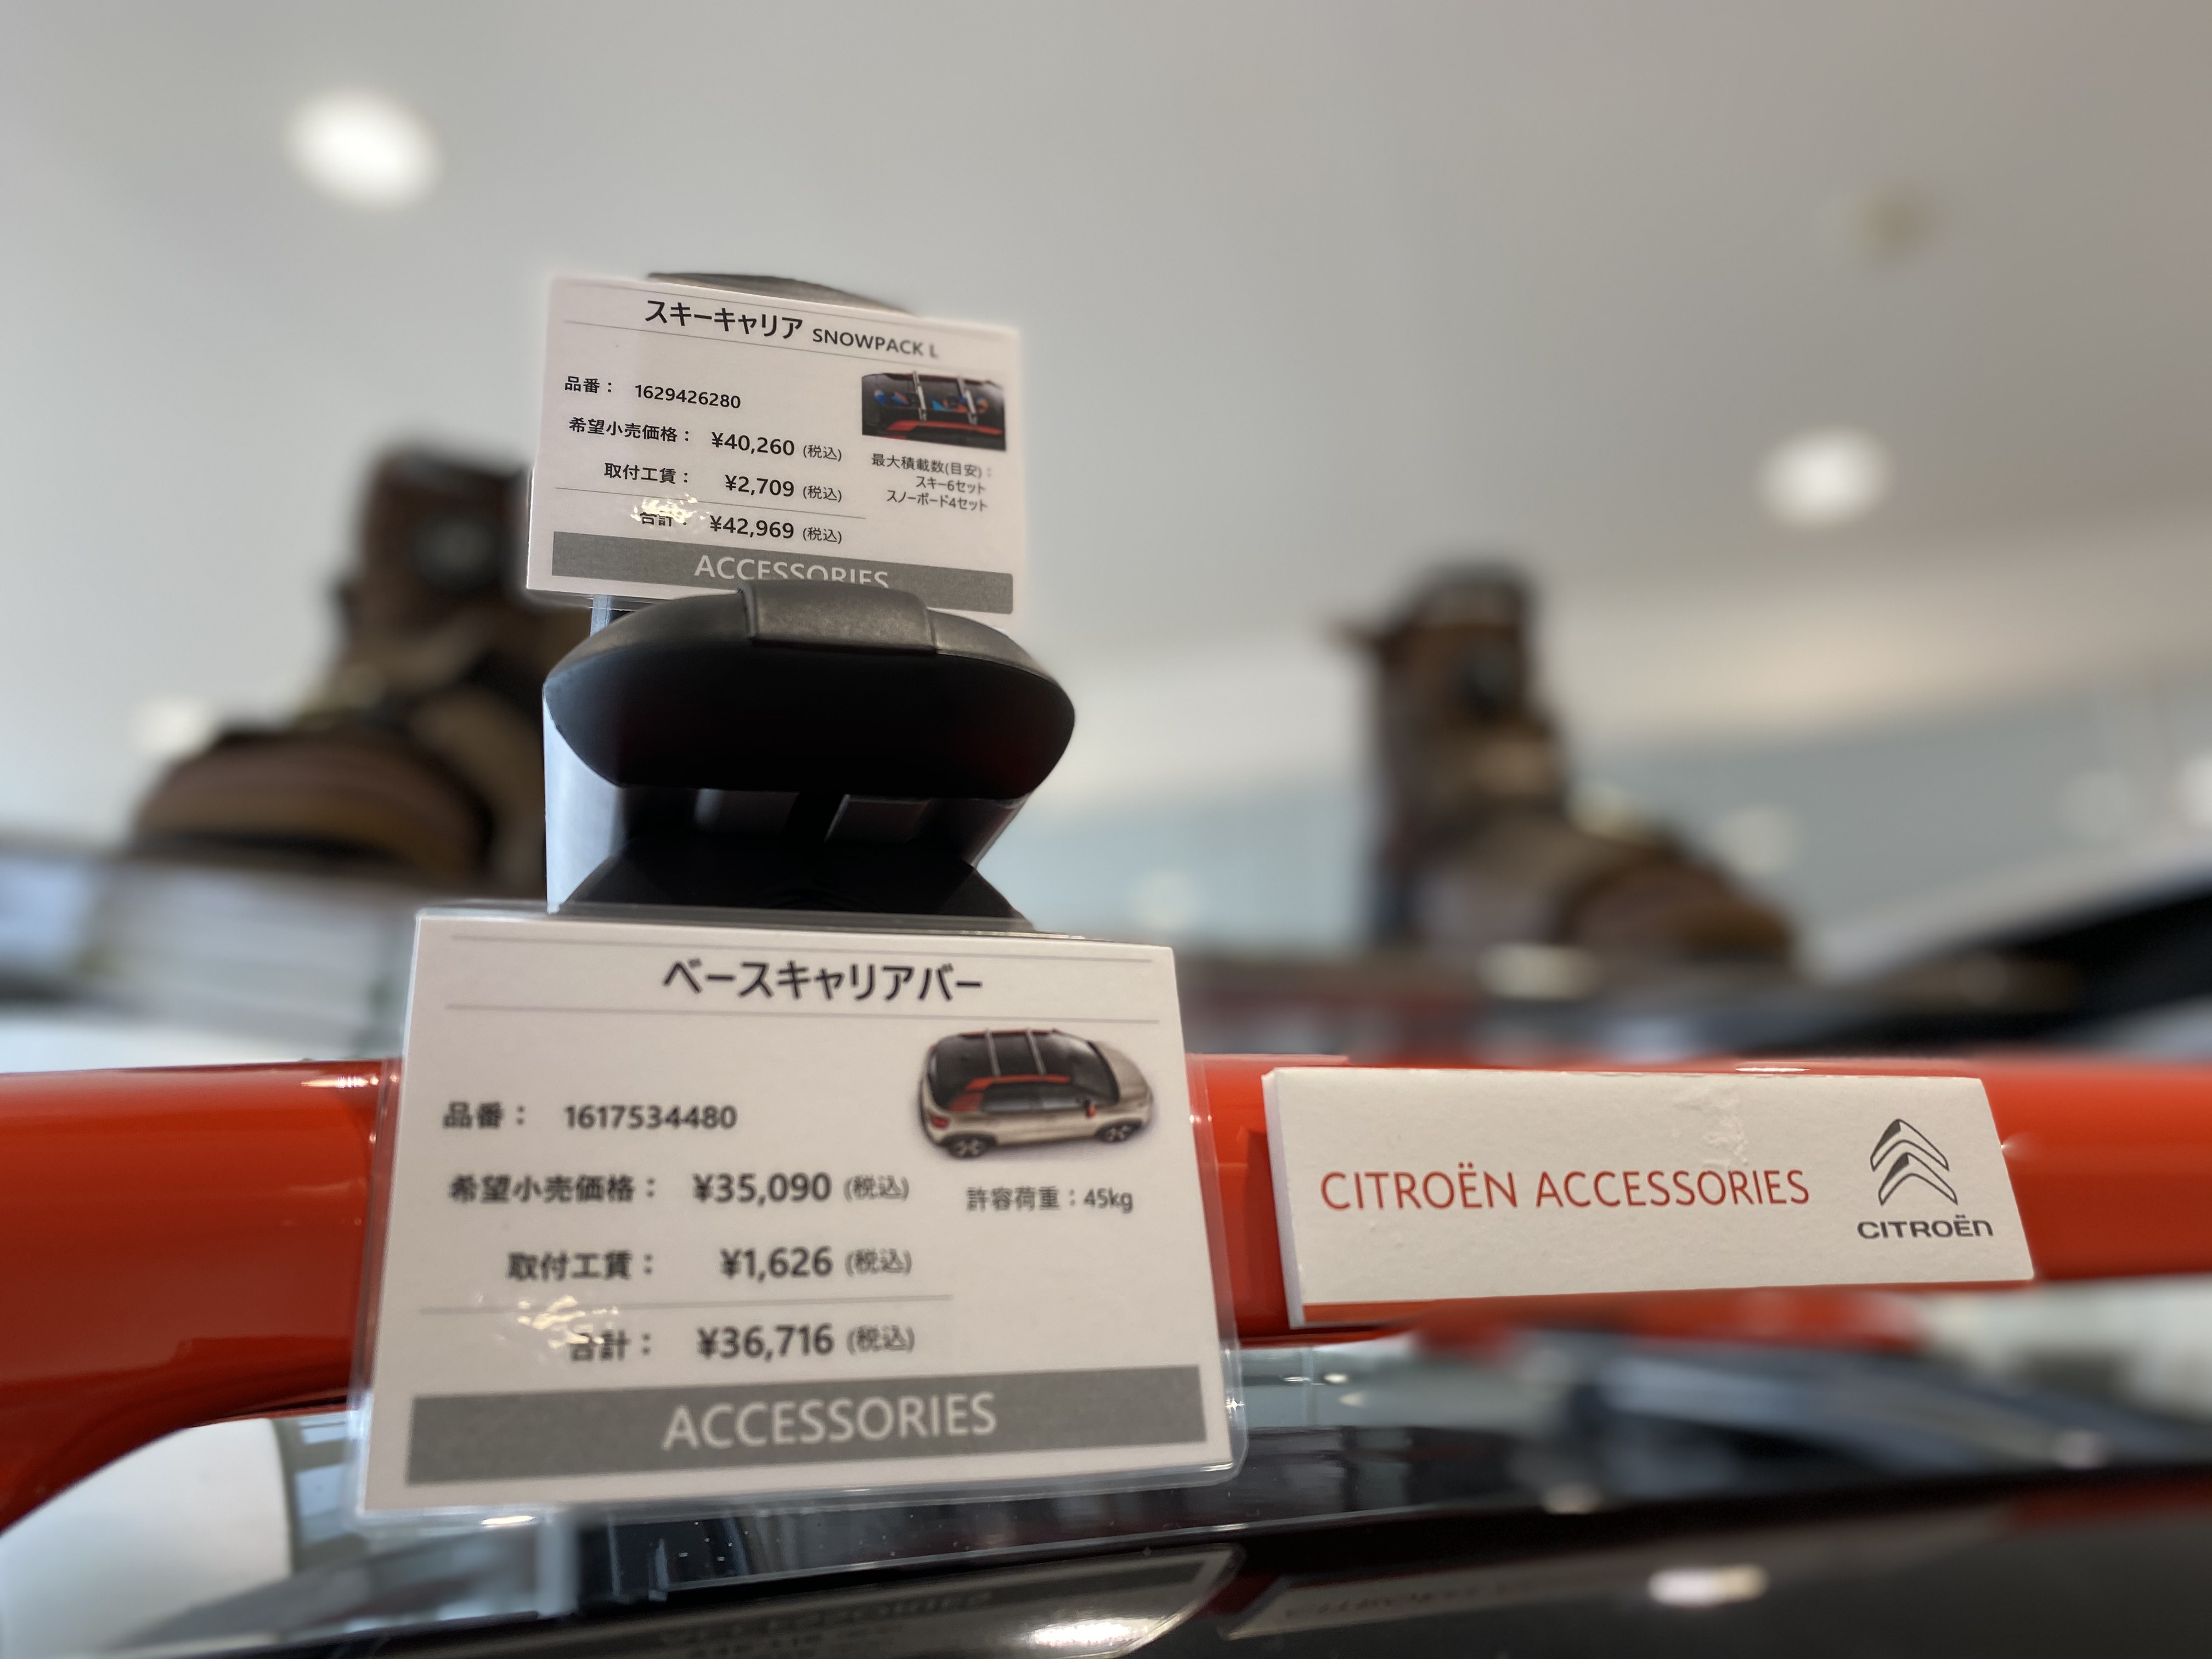 スキーキャリア SNOWPACK L
品番： 1629426280
希望小売価格： ¥40,260 (税込)
取付工賃： ¥2,709 (税込)
合計： ¥42,969 (税込)
最大積載数(目安)：
スキー6セット
スノーボード4セット
ACCESSORIES
ベースキャリアバー
品番： 1617534480
希望小売価格： ¥35,090 (税込)
取付工賃： ¥1,626 (税込)
合計： ¥36,716 (税込)
許容荷重：45kg
ACCESSORIES
CITROËN ACCESSORIES
CITROËN